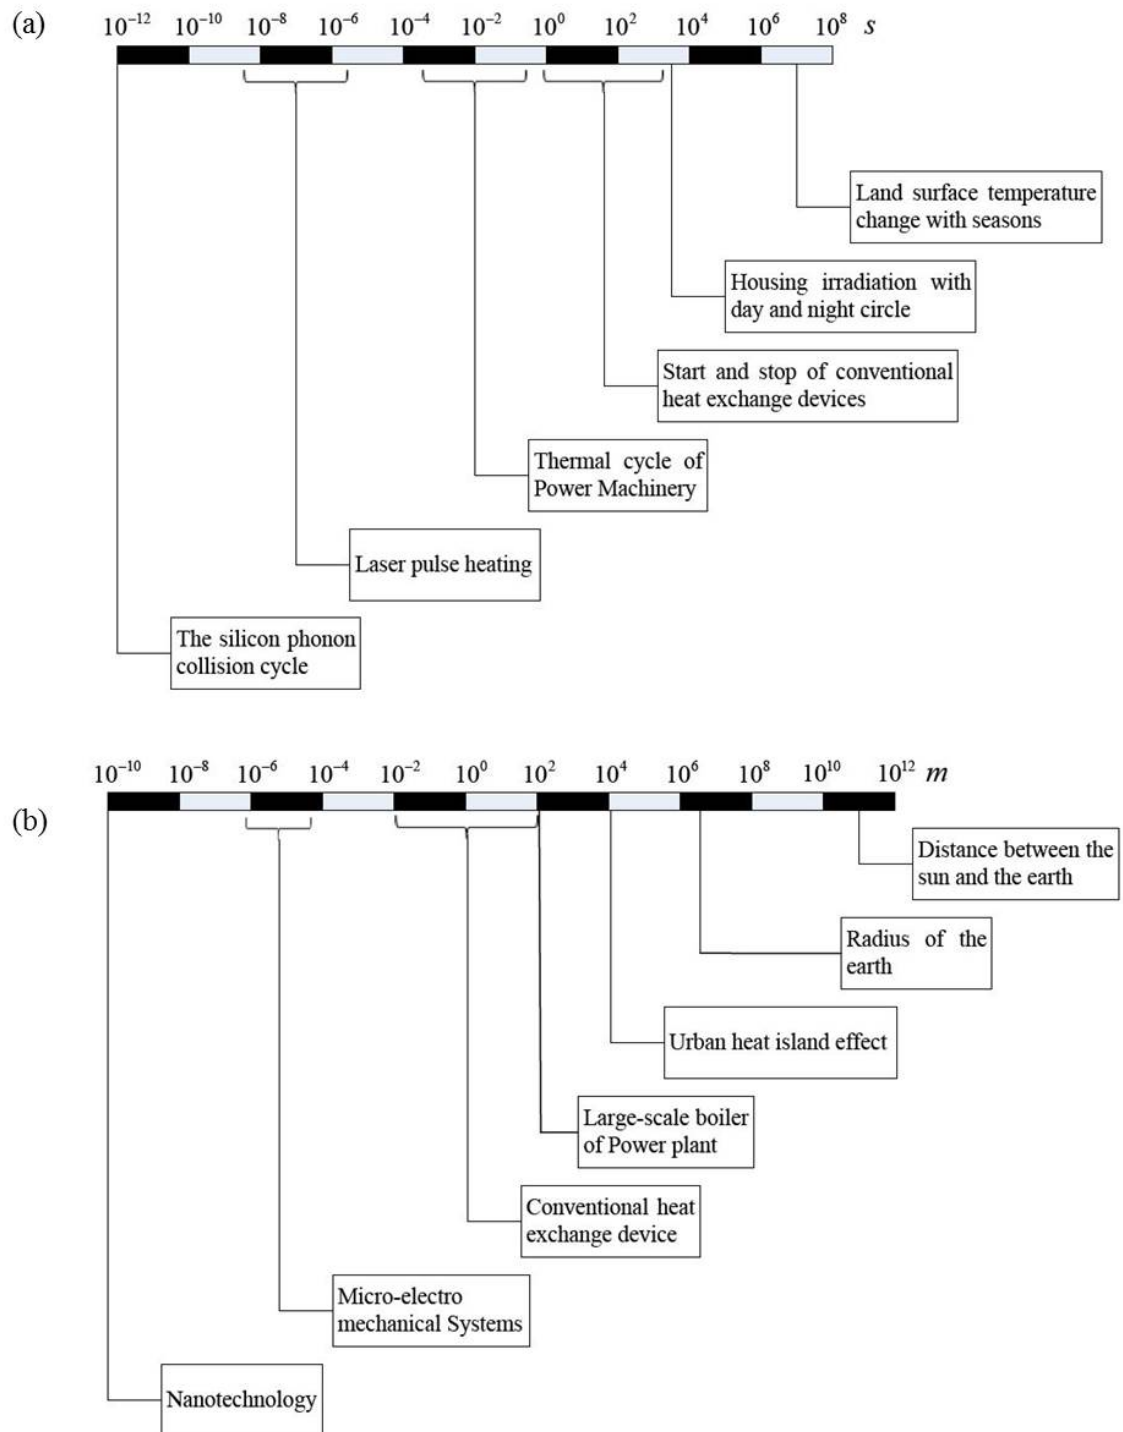 (a)
10⁻¹² 10⁻¹⁰ 10⁻⁸ 10⁻⁶ 10⁻⁴ 10⁻² 10⁰ 10² 10⁴ 10⁶ 10⁸ s
Land surface temperature
change with seasons
Housing irradiation with
day and night circle
Start and stop of conventional
heat exchange devices
Thermal cycle of
Power Machinery
Laser pulse heating
The silicon phonon
collision cycle
10⁻¹⁰ 10⁻⁸ 10⁻⁶ 10⁻⁴ 10⁻² 10⁰ 10² 10⁴ 10⁶ 10⁸ 10¹⁰ 10¹² m
(b)
Distance between the
sun and the earth
Radius of the
earth
Urban heat island effect
Large-scale boiler
of Power plant
Conventional heat
exchange device
Micro-electro
mechanical Systems
Nanotechnology